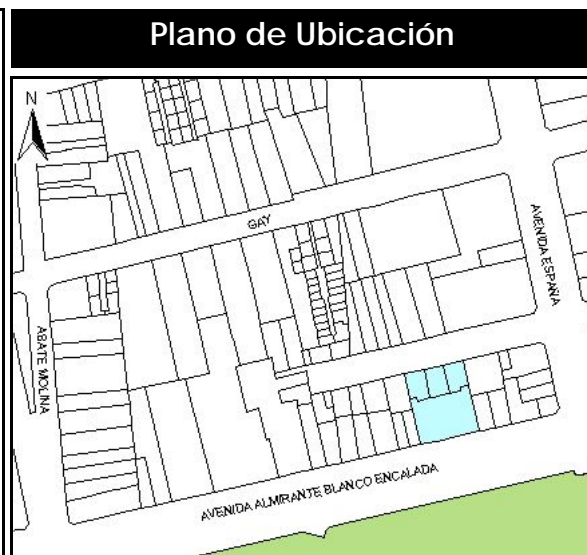 Plano de Ubicación
N
GAY
AVENIDA ESPAÑA
ABATE MOLINA
AVENIDA ALMIRANTE BLANCO ENCALADA